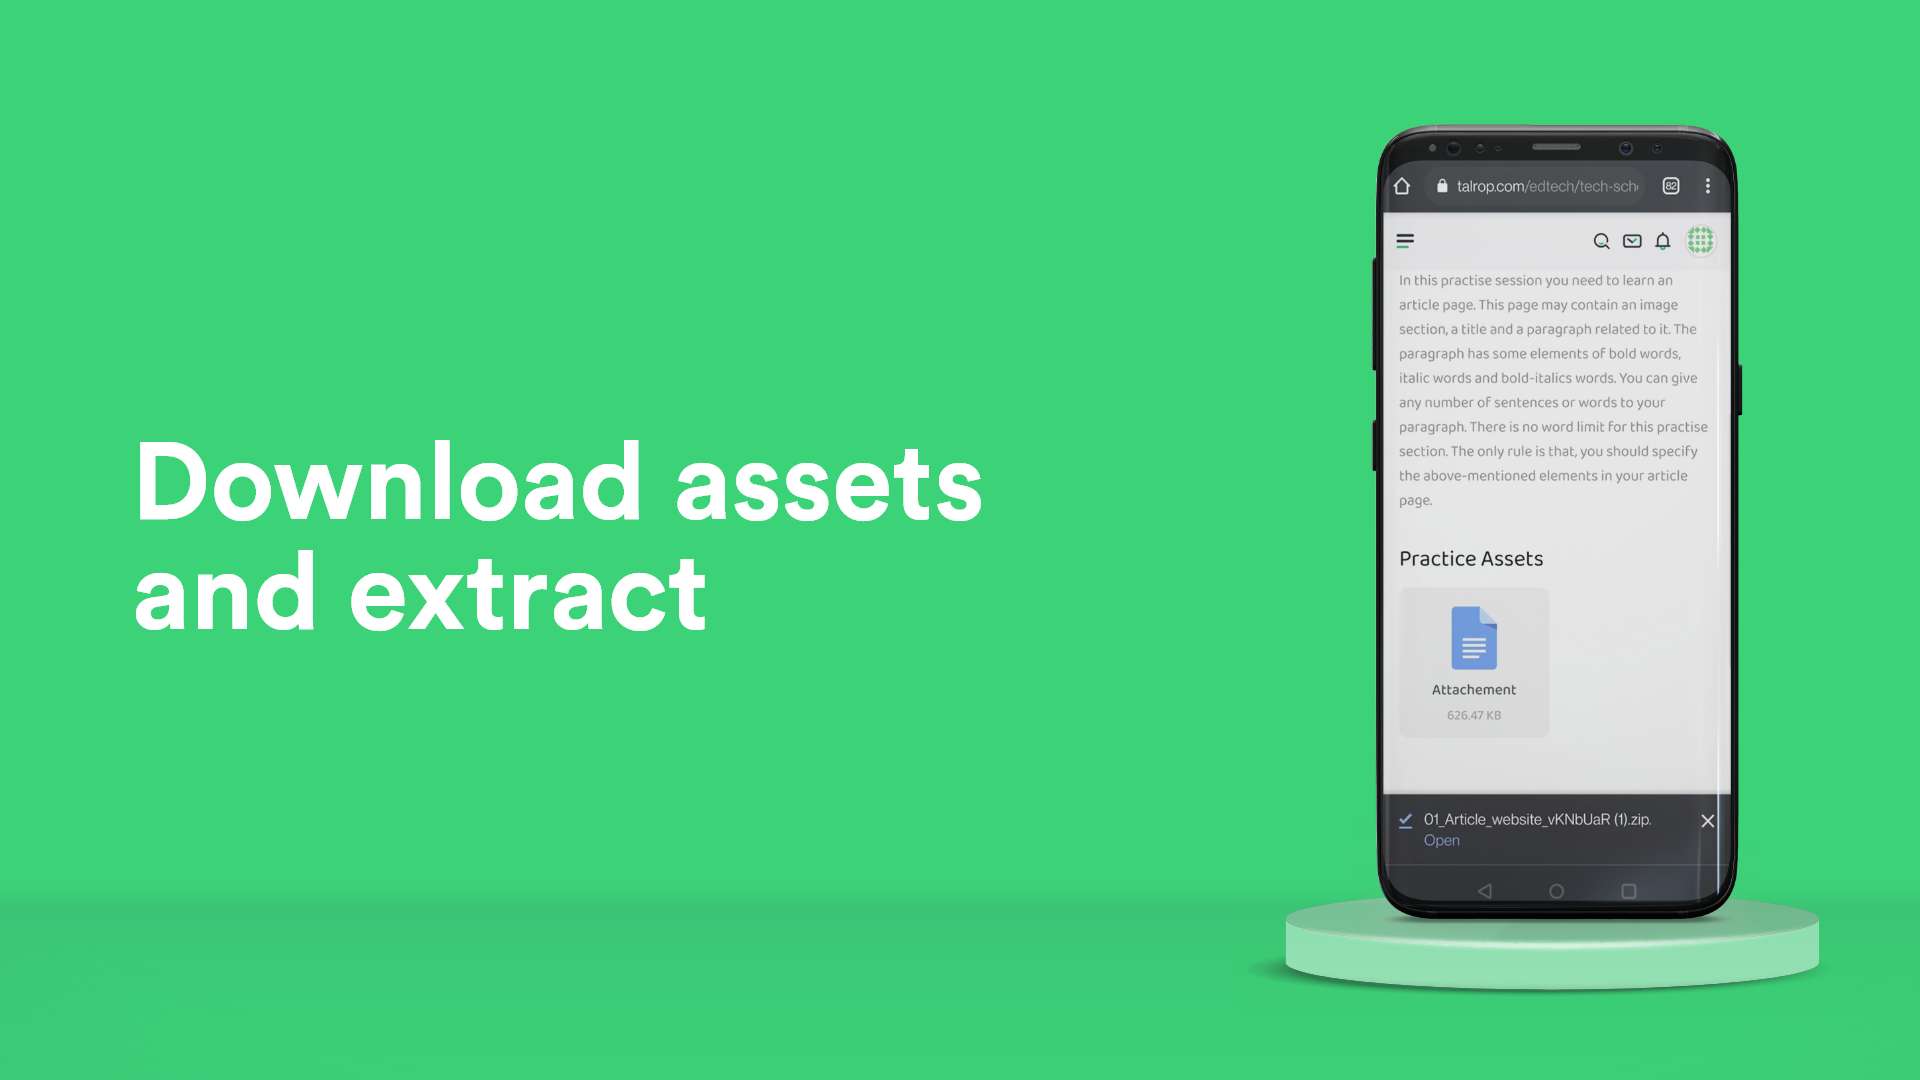 Download assets
and extract
talrop.com/edtech/tech-sch
82
In this practise session you need to learn an
article page. This page may contain an image
section, a title and a paragraph related to it. The
paragraph has some elements of bold words,
italic words and bold-italics words. You can give
any number of sentences or words to your
paragraph. There is no word limit for this practise
section. The only rule is that, you should specify
the above-mentioned elements in your article
page.
Practice Assets
Attachement
626.47 KB
01_Article_website_vKNbUaR (1).zip.
Open